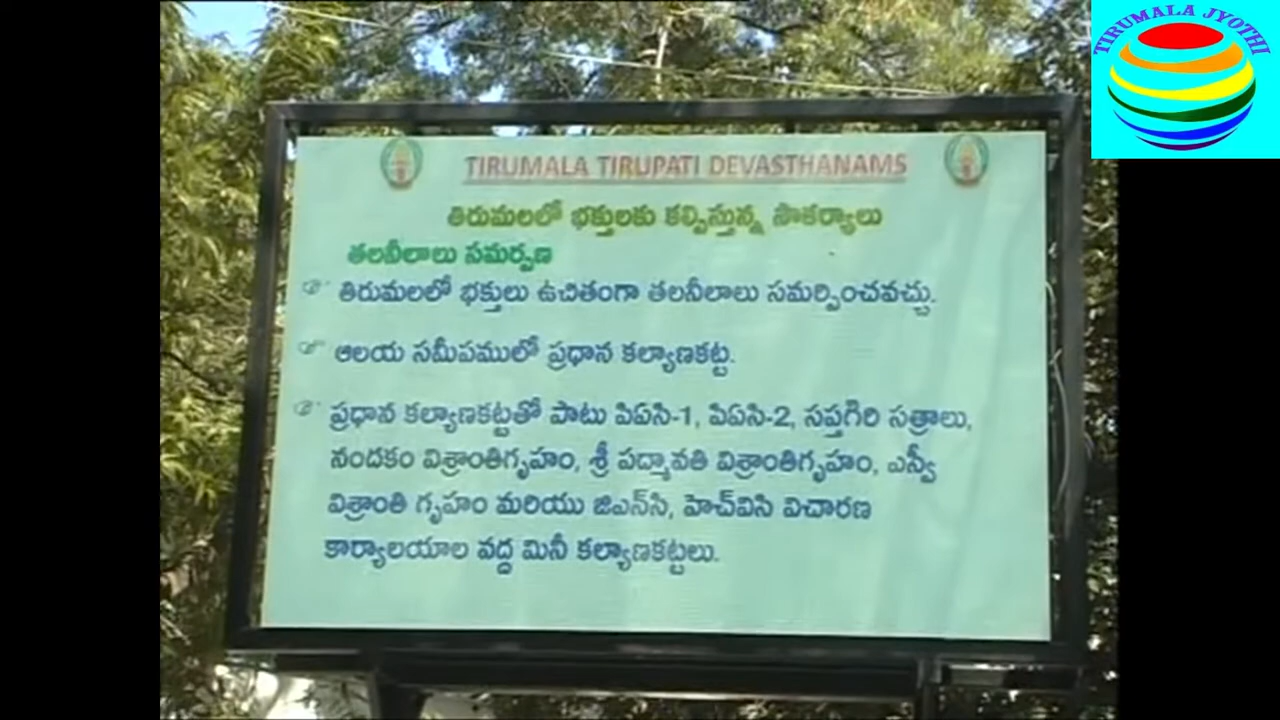 TIRUMALA JYOTHI
TIRUMALA TIRUPATI DEVASTHANAMS
తిరుమలలో భక్తులకు కల్పిస్తున్న సౌకర్యాలు
తలనీలాలు సమర్పణ
తిరుమలలో భక్తులు ఉచితంగా తలనీలాలు సమర్పించవచ్చు.
ఆలయ సమీపములో ప్రధాన కల్యాణకట్ట.
ప్రధాన కల్యాణకట్టతో పాటు పిఏసి-1, పిఏసి-2, సప్తగిరి సత్రాలు,
నందకం విశ్రాంతిగృహం, శ్రీ పద్మావతి విశ్రాంతిగృహం, ఎస్వీ
విశ్రాంతి గృహం మరియు జిఎన్‌సి, హెచ్‌విసి విచారణ
కార్యాలయాల వద్ద మినీ కల్యాణకట్టలు.